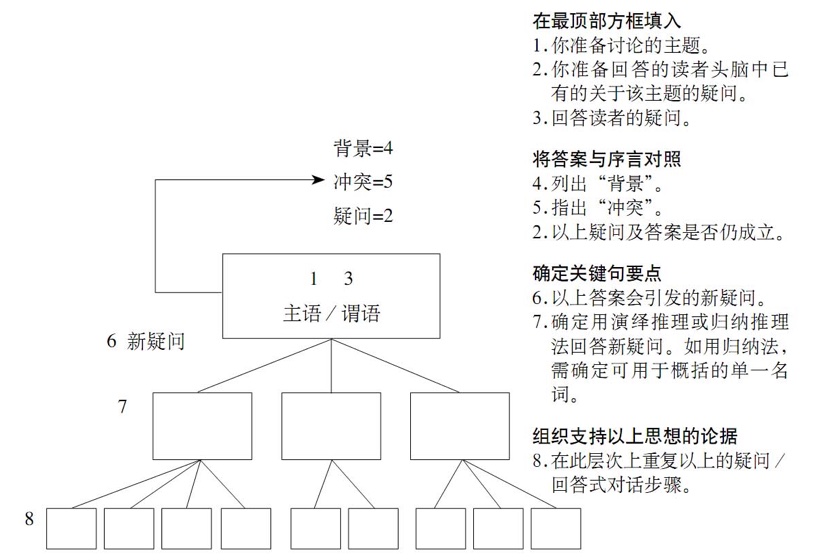 背景=4
冲突=5
疑问=2
1 3
主语／谓语
6 新疑问
7
8
在最顶部方框填入
1.你准备讨论的主题。
2.你准备回答的读者头脑中已
有的关于该主题的疑问。
3.回答读者的疑问。
将答案与序言对照
4.列出“背景”。
5.指出“冲突”。
2.以上疑问及答案是否仍成立。
确定关键句要点
6.以上答案会引发的新疑问。
7.确定用演绎推理或归纳推理
法回答新疑问。如用归纳法，
需确定可用于概括的单一名
词。
组织支持以上思想的论据
8.在此层次上重复以上的疑问／
回答式对话步骤。